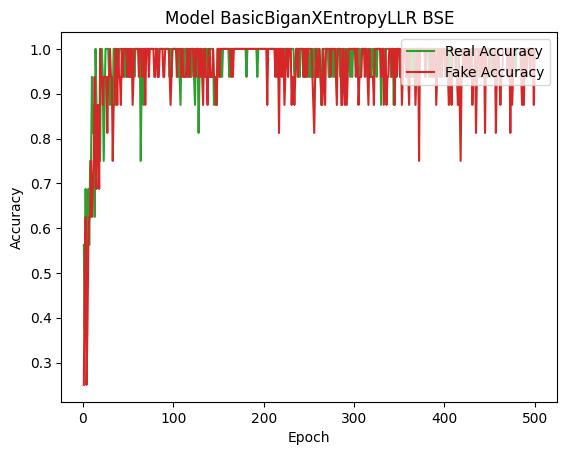 Model BasicBiganXEntropyLLR BSE
Real Accuracy
Fake Accuracy
Accuracy
1.0
0.9
0.8
0.7
0.6
0.5
0.4
0.3
0 100 200 300 400 500
Epoch